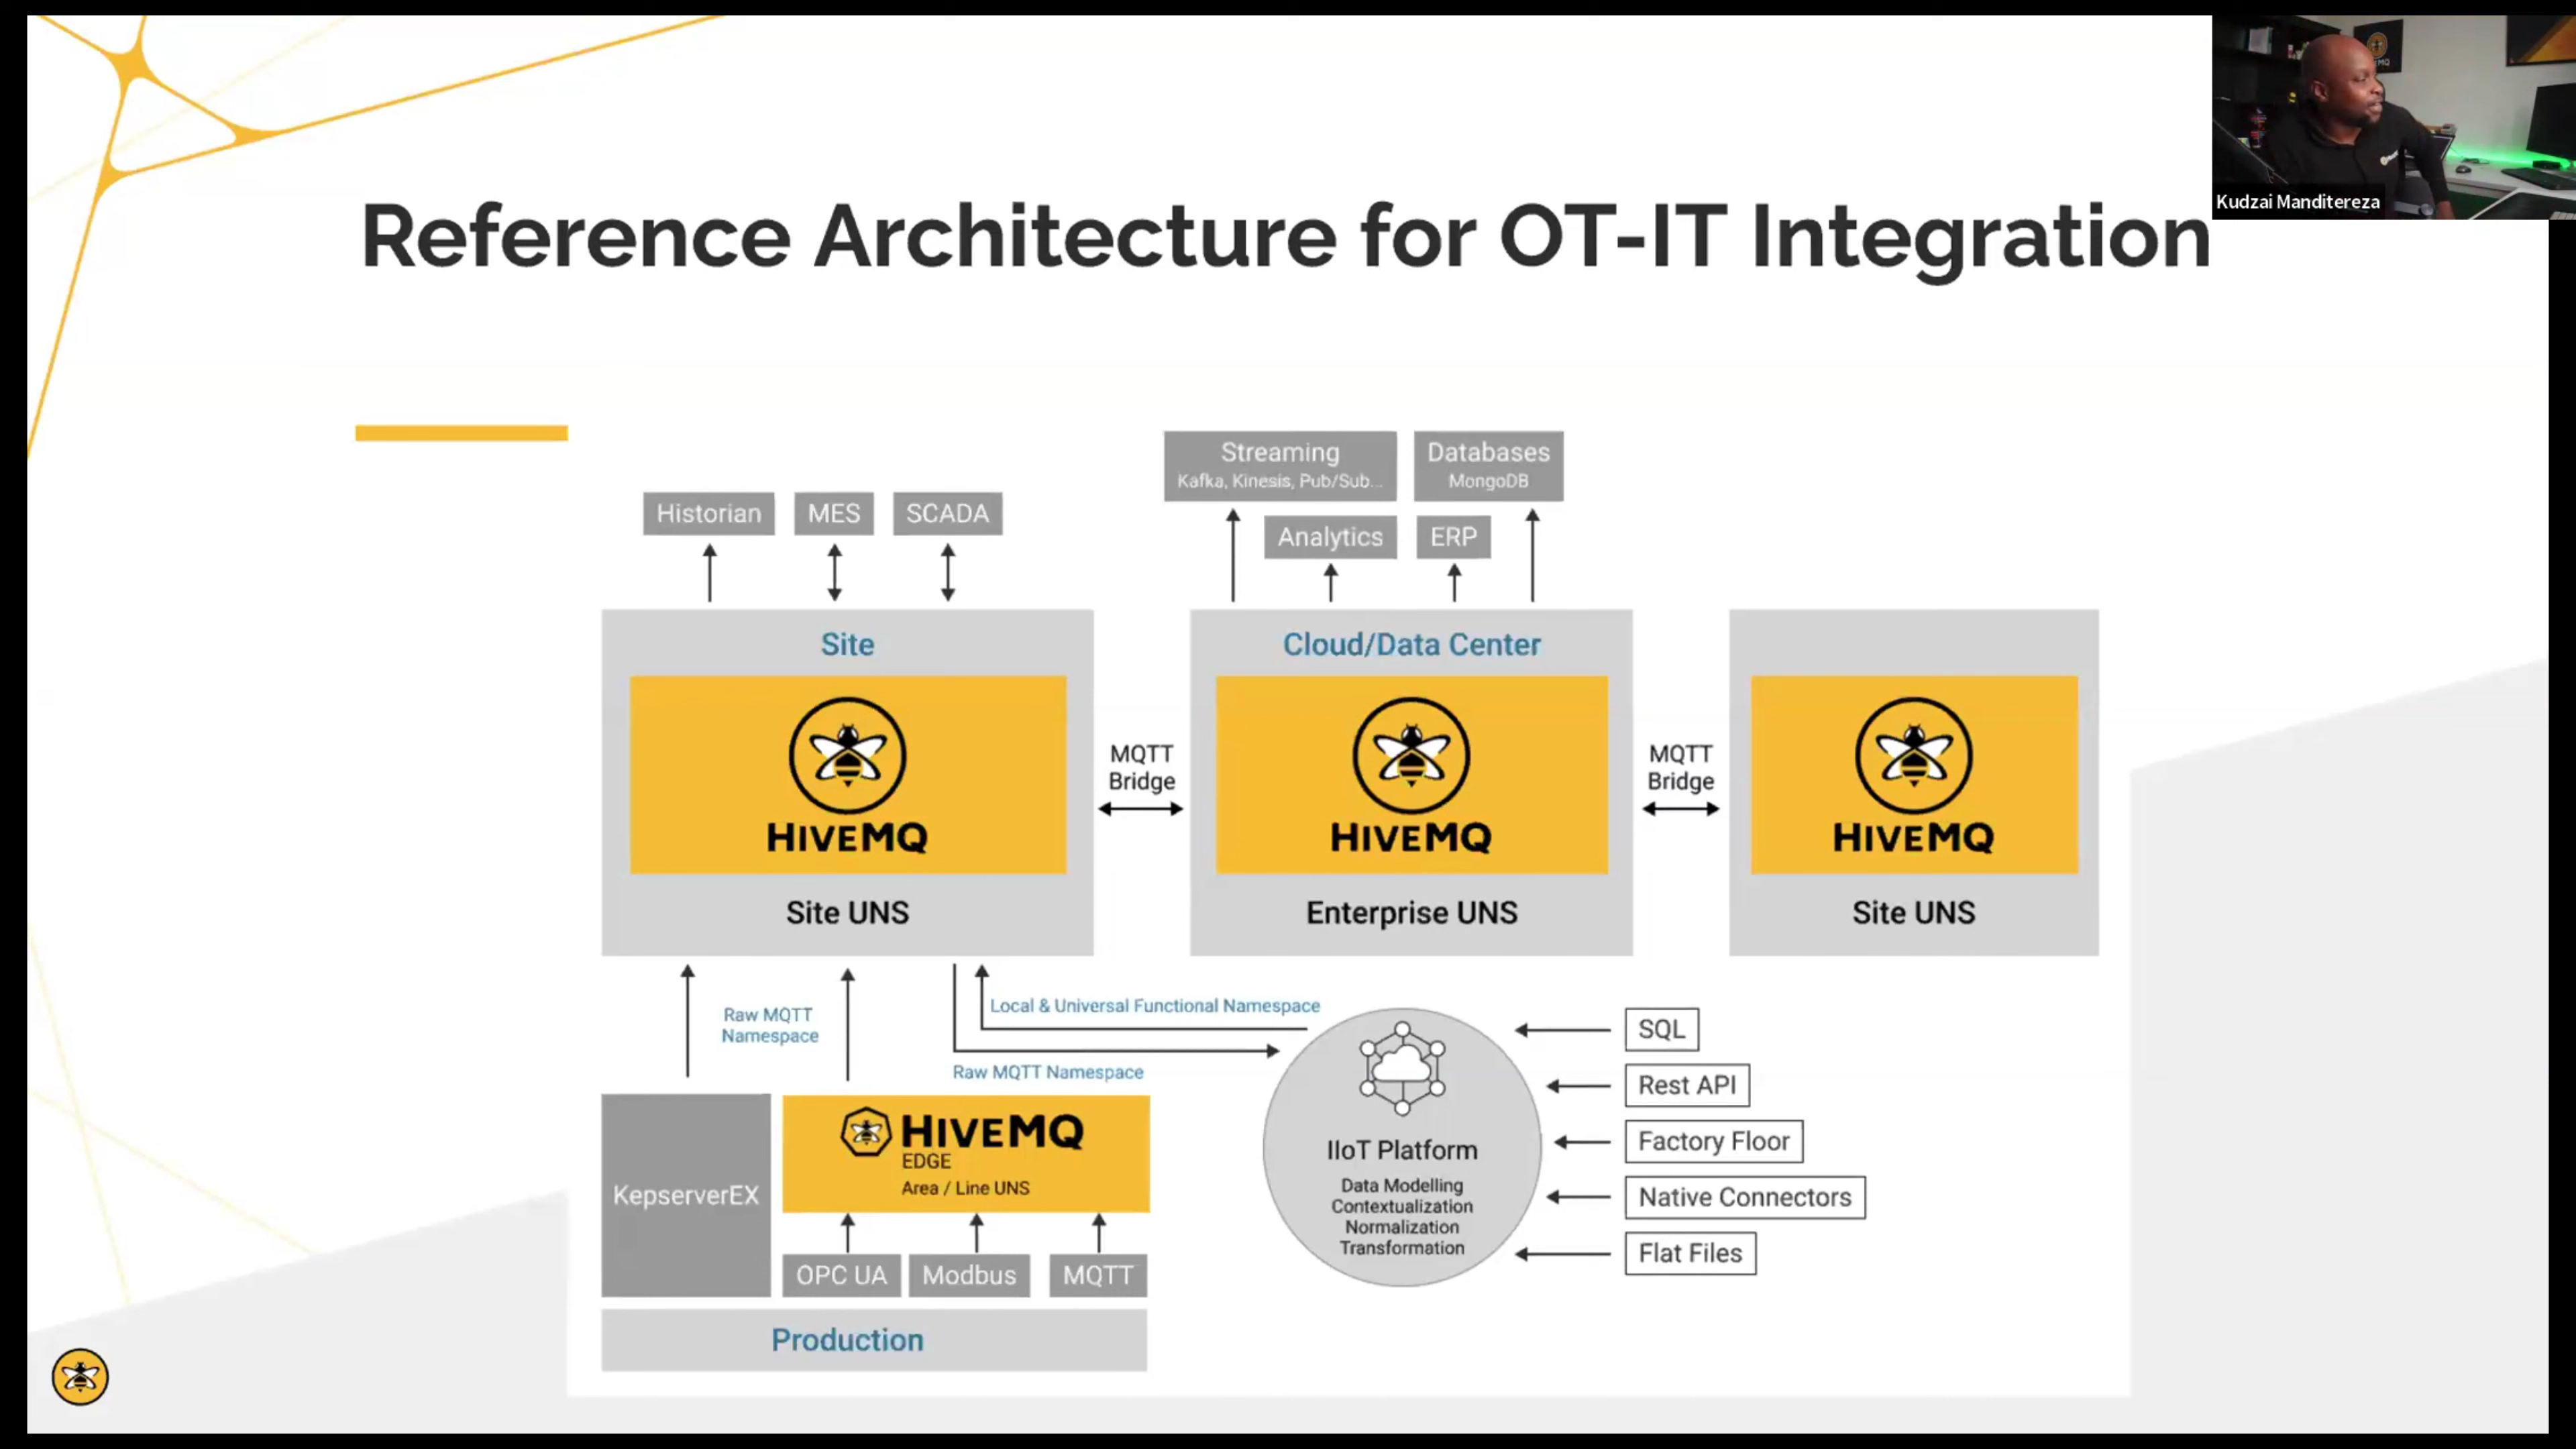 Kudzai Manditereza
Reference Architecture for OT-IT Integration
Streaming
Kafka, Kinesis, Pub/Sub...
Databases
MongoDB
Historian
MES
SCADA
Analytics
ERP
Site
HIVEMQ
Site UNS
MQTT
Bridge
Cloud/Data Center
HIVEMQ
Enterprise UNS
MQTT
Bridge
HIVEMQ
Site UNS
Raw MQTT
Namespace
Local & Universal Functional Namespace
Raw MQTT Namespace
KepserverEX
HIVEMQ
EDGE
Area / Line UNS
OPC UA
Modbus
MQTT
Production
IIoT Platform
Data Modelling
Contextualization
Normalization
Transformation
SQL
Rest API
Factory Floor
Native Connectors
Flat Files